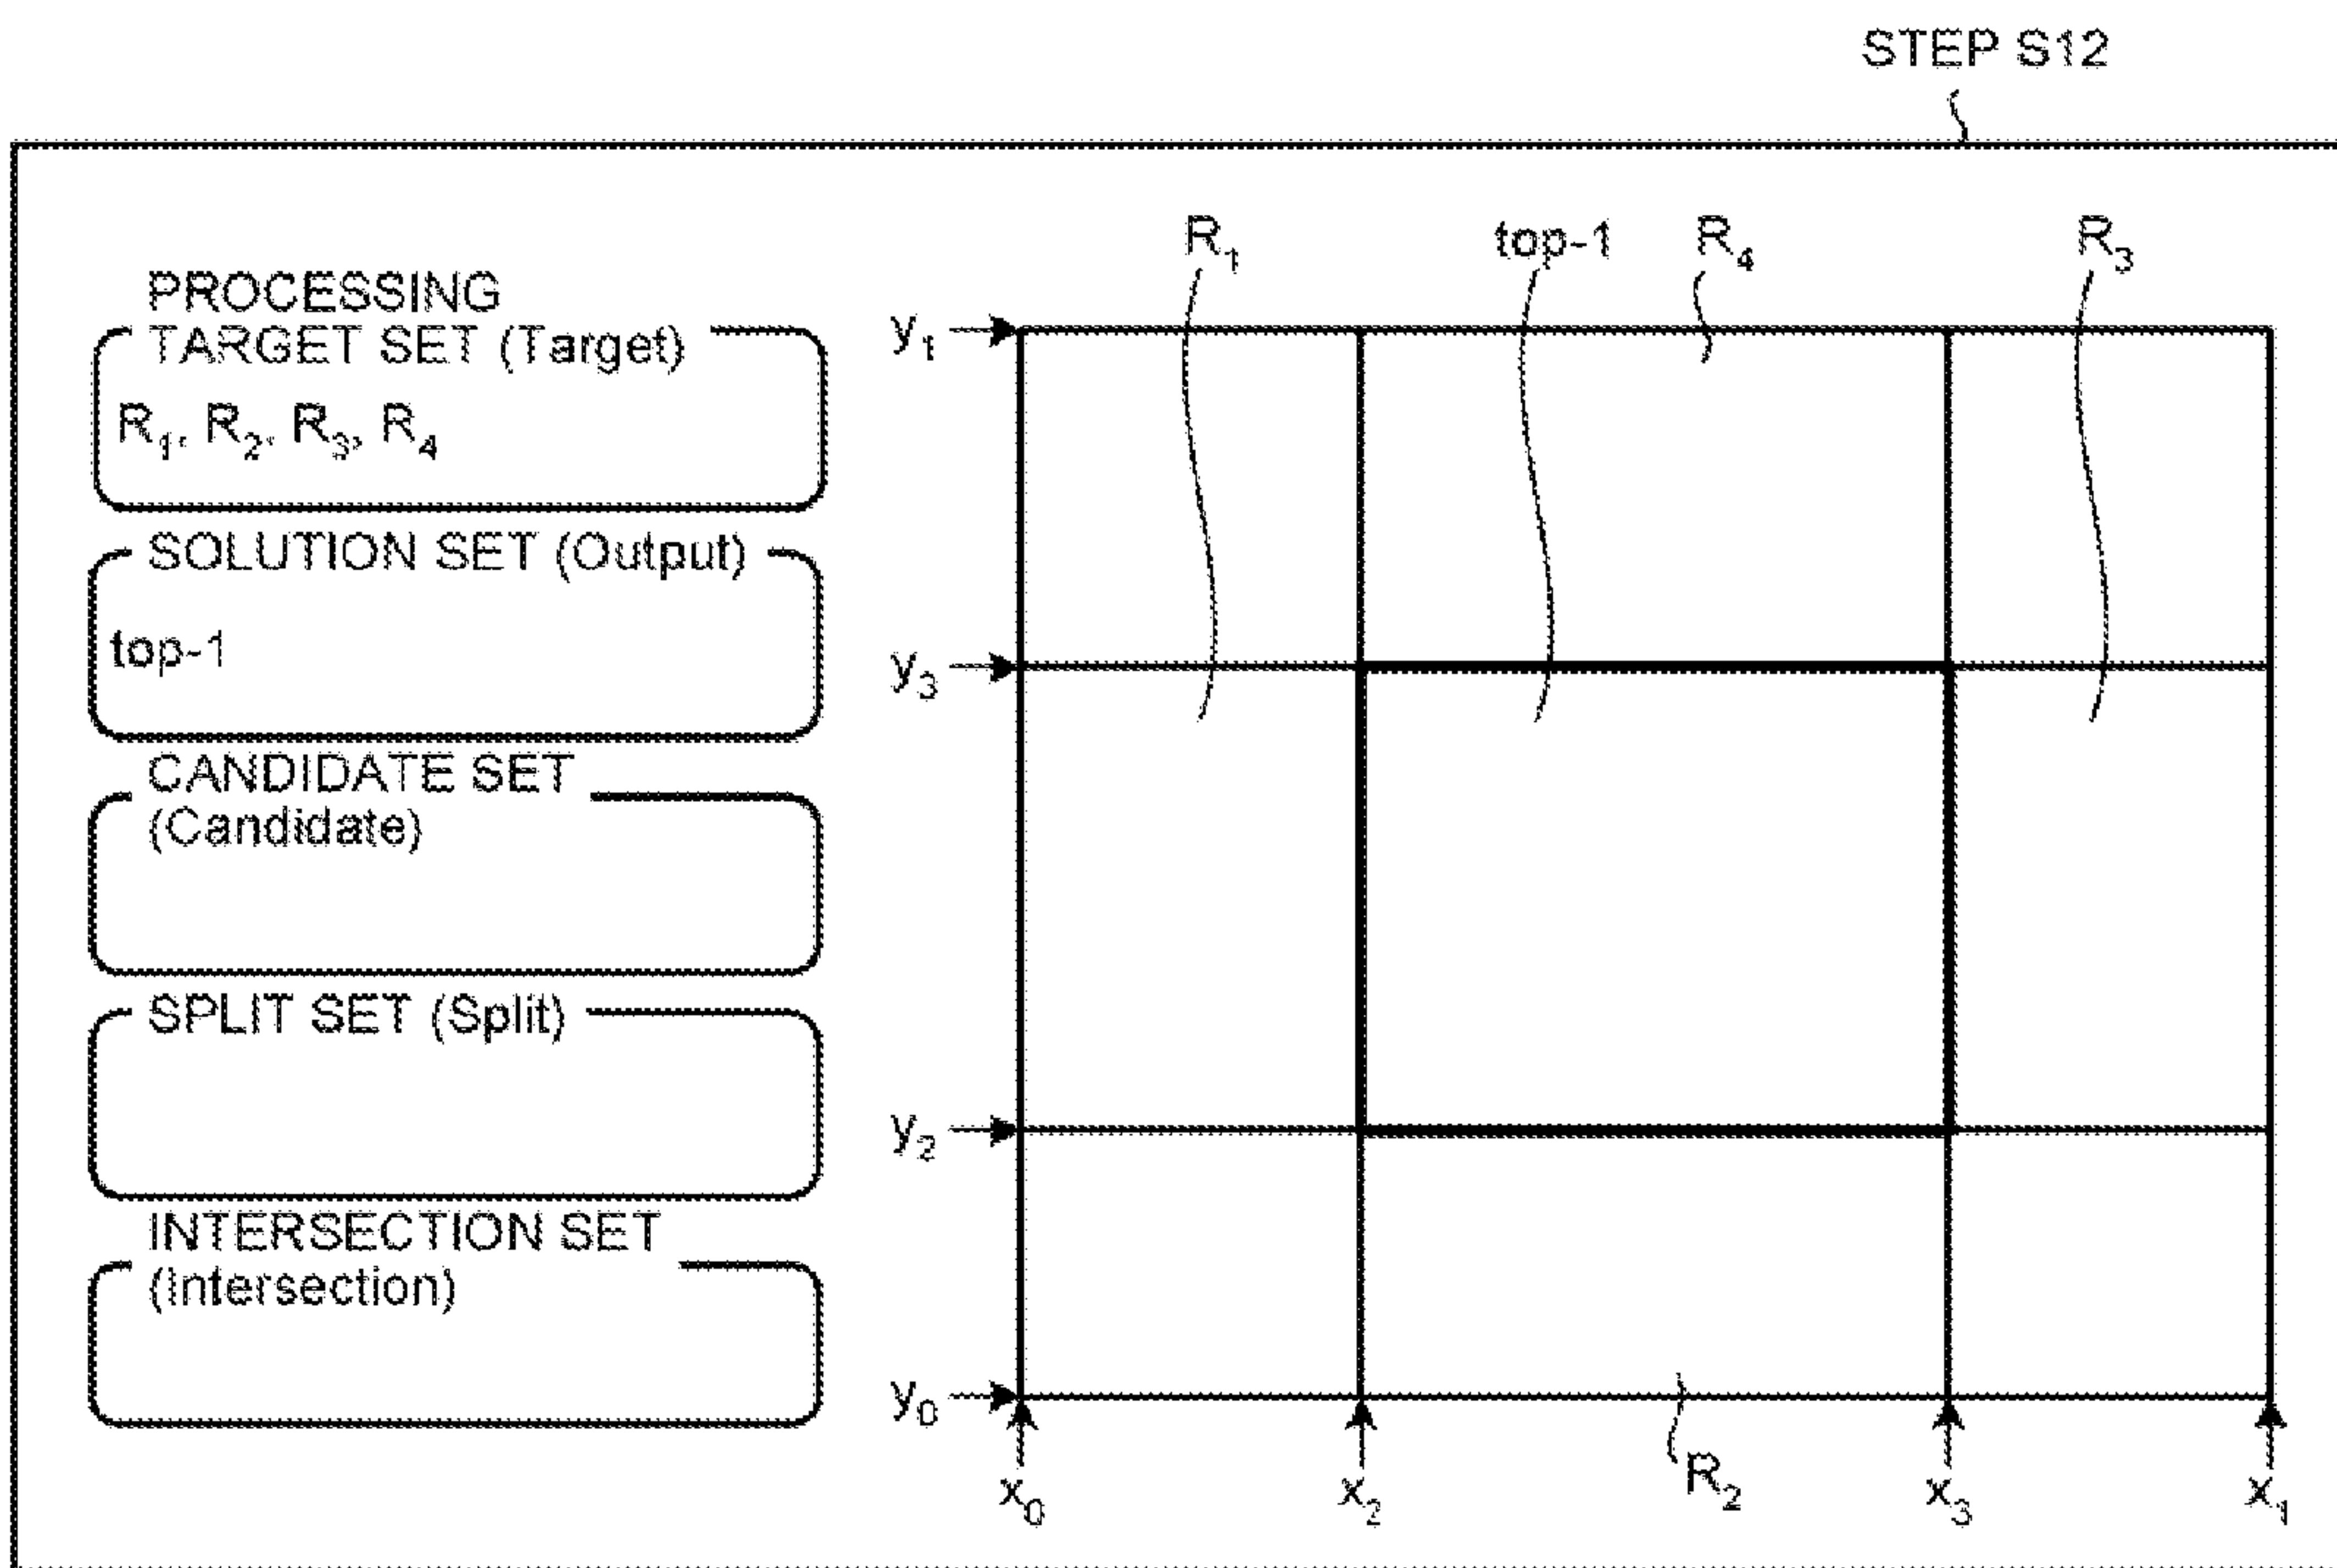 STEP S12
PROCESSING
TARGET SET (Target)
R₁, R₂, R₃, R₄
SOLUTION SET (Output)
top-1
CANDIDATE SET
(Candidate)
SPLIT SET (Split)
INTERSECTION SET
(Intersection)
R₁ top-1 R₄ R₃
y₁
y₃
y₂
y₀
R₂
x₀ x₂ x₃ x₁